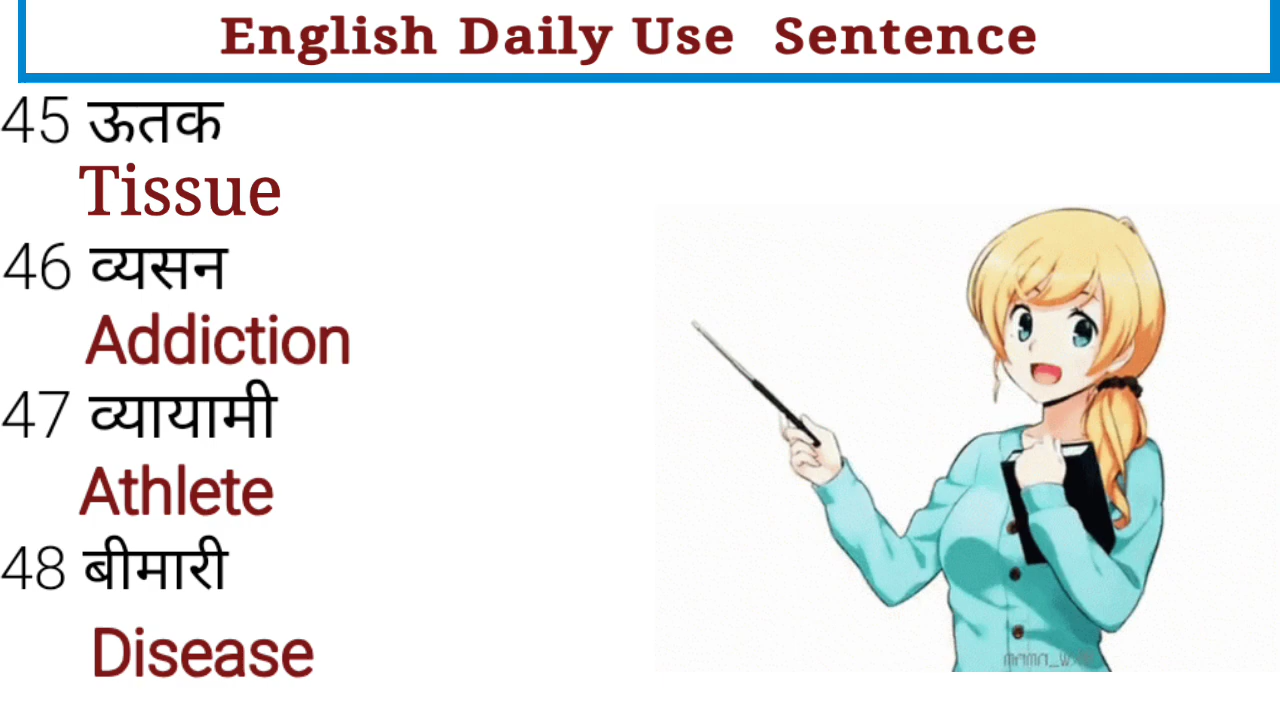 English Daily Use Sentence
45 ऊतक
Tissue
46 व्यसन
Addiction
47 व्यायामी
Athlete
48 बीमारी
Disease